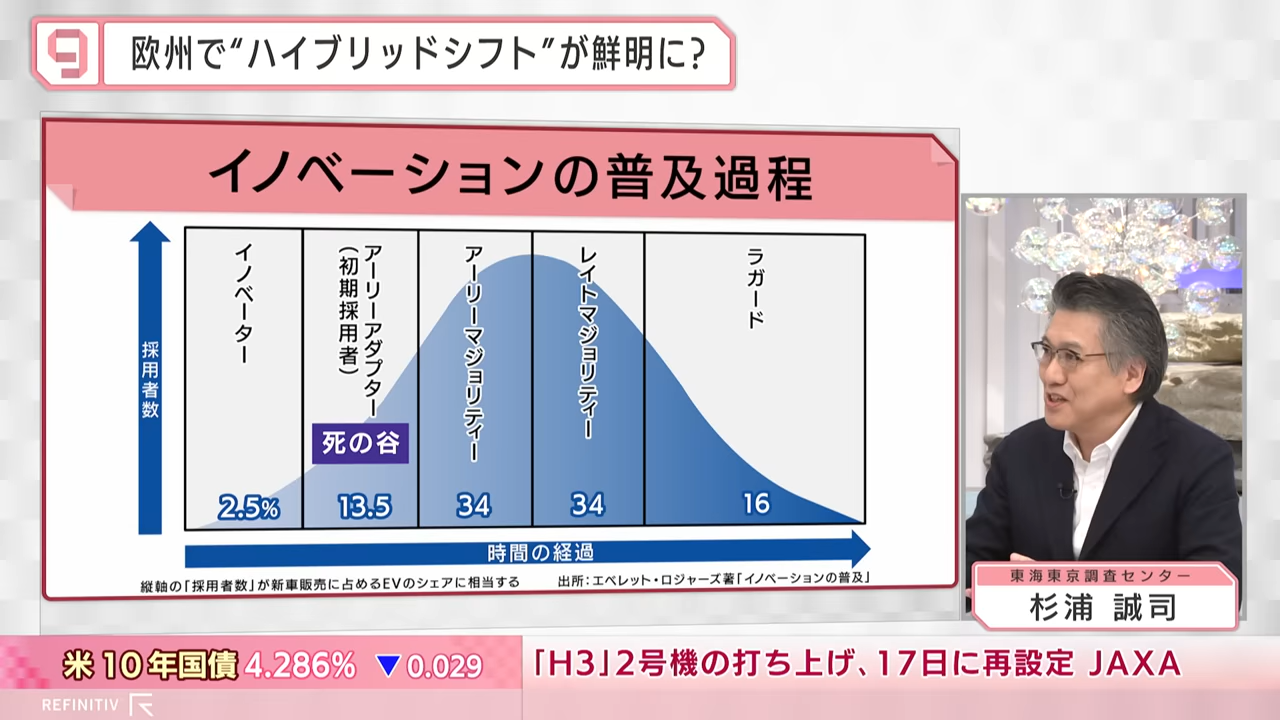 9
欧州で“ハイブリッドシフト”が鮮明に?
イノベーションの普及過程
採用者数
イノベーター
アーリーアダプター
(初期採用者)
アーリーマジョリティー
レイトマジョリティー
ラガード
死の谷
2.5%
13.5
34
34
16
時間の経過
縦軸の「採用者数」が新車販売に占めるEVのシェアに相当する
出所:エベレット・ロジャーズ著「イノベーションの普及」
東海東京調査センター
杉浦 誠司
米10年国債 4.286% ▼0.029
「H3」2号機の打ち上げ、17日に再設定 JAXA
REFINITIV